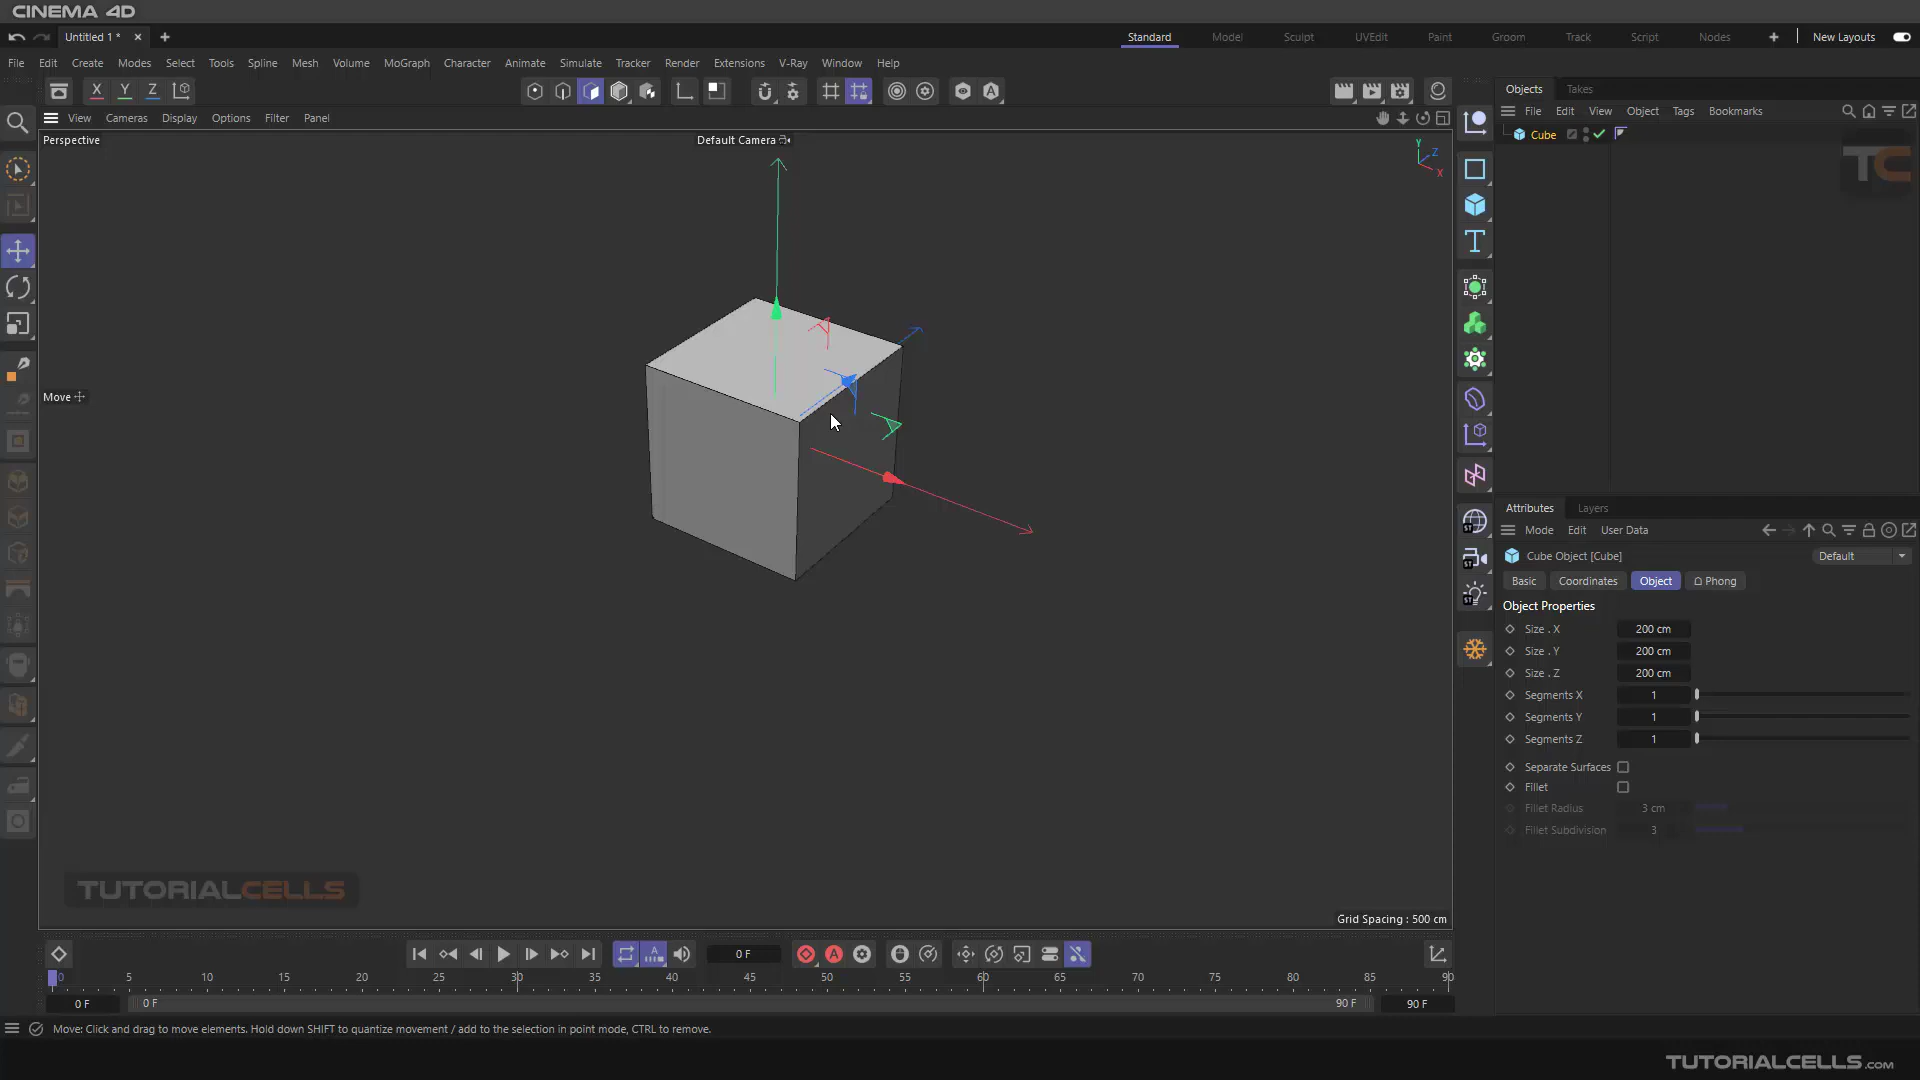 CINEMA 4D
Untitled 1 *
Standard
Model
Sculpt
UVEdit
Paint
Groom
Track
Script
Nodes
New Layouts
File Edit Create Modes Select Tools Spline Mesh Volume MoGraph Character Animate Simulate Tracker Render Extensions V-Ray Window Help
X Y Z
View Cameras Display Options Filter Panel
Perspective
Default Camera
Y
Z
X
Move
Grid Spacing : 500 cm
TUTORIALCELLS
Objects Takes
File Edit View Object Tags Bookmarks
Cube
TC
Attributes Layers
Mode Edit User Data
Cube Object [Cube]
Default
Basic Coordinates Object Phong
Object Properties
Size . X 200 cm
Size . Y 200 cm
Size . Z 200 cm
Segments X 1
Segments Y 1
Segments Z 1
Separate Surfaces
Fillet
Fillet Radius 3 cm
Fillet Subdivision 3
0 F
0 5 10 15 20 25 30 35 40 45 50 55 60 65 70 75 80 85 90
0 F 0 F 90 F 90 F
Move: Click and drag to move elements. Hold down SHIFT to quantize movement / add to the selection in point mode, CTRL to remove.
TUTORIALCELLS.COM